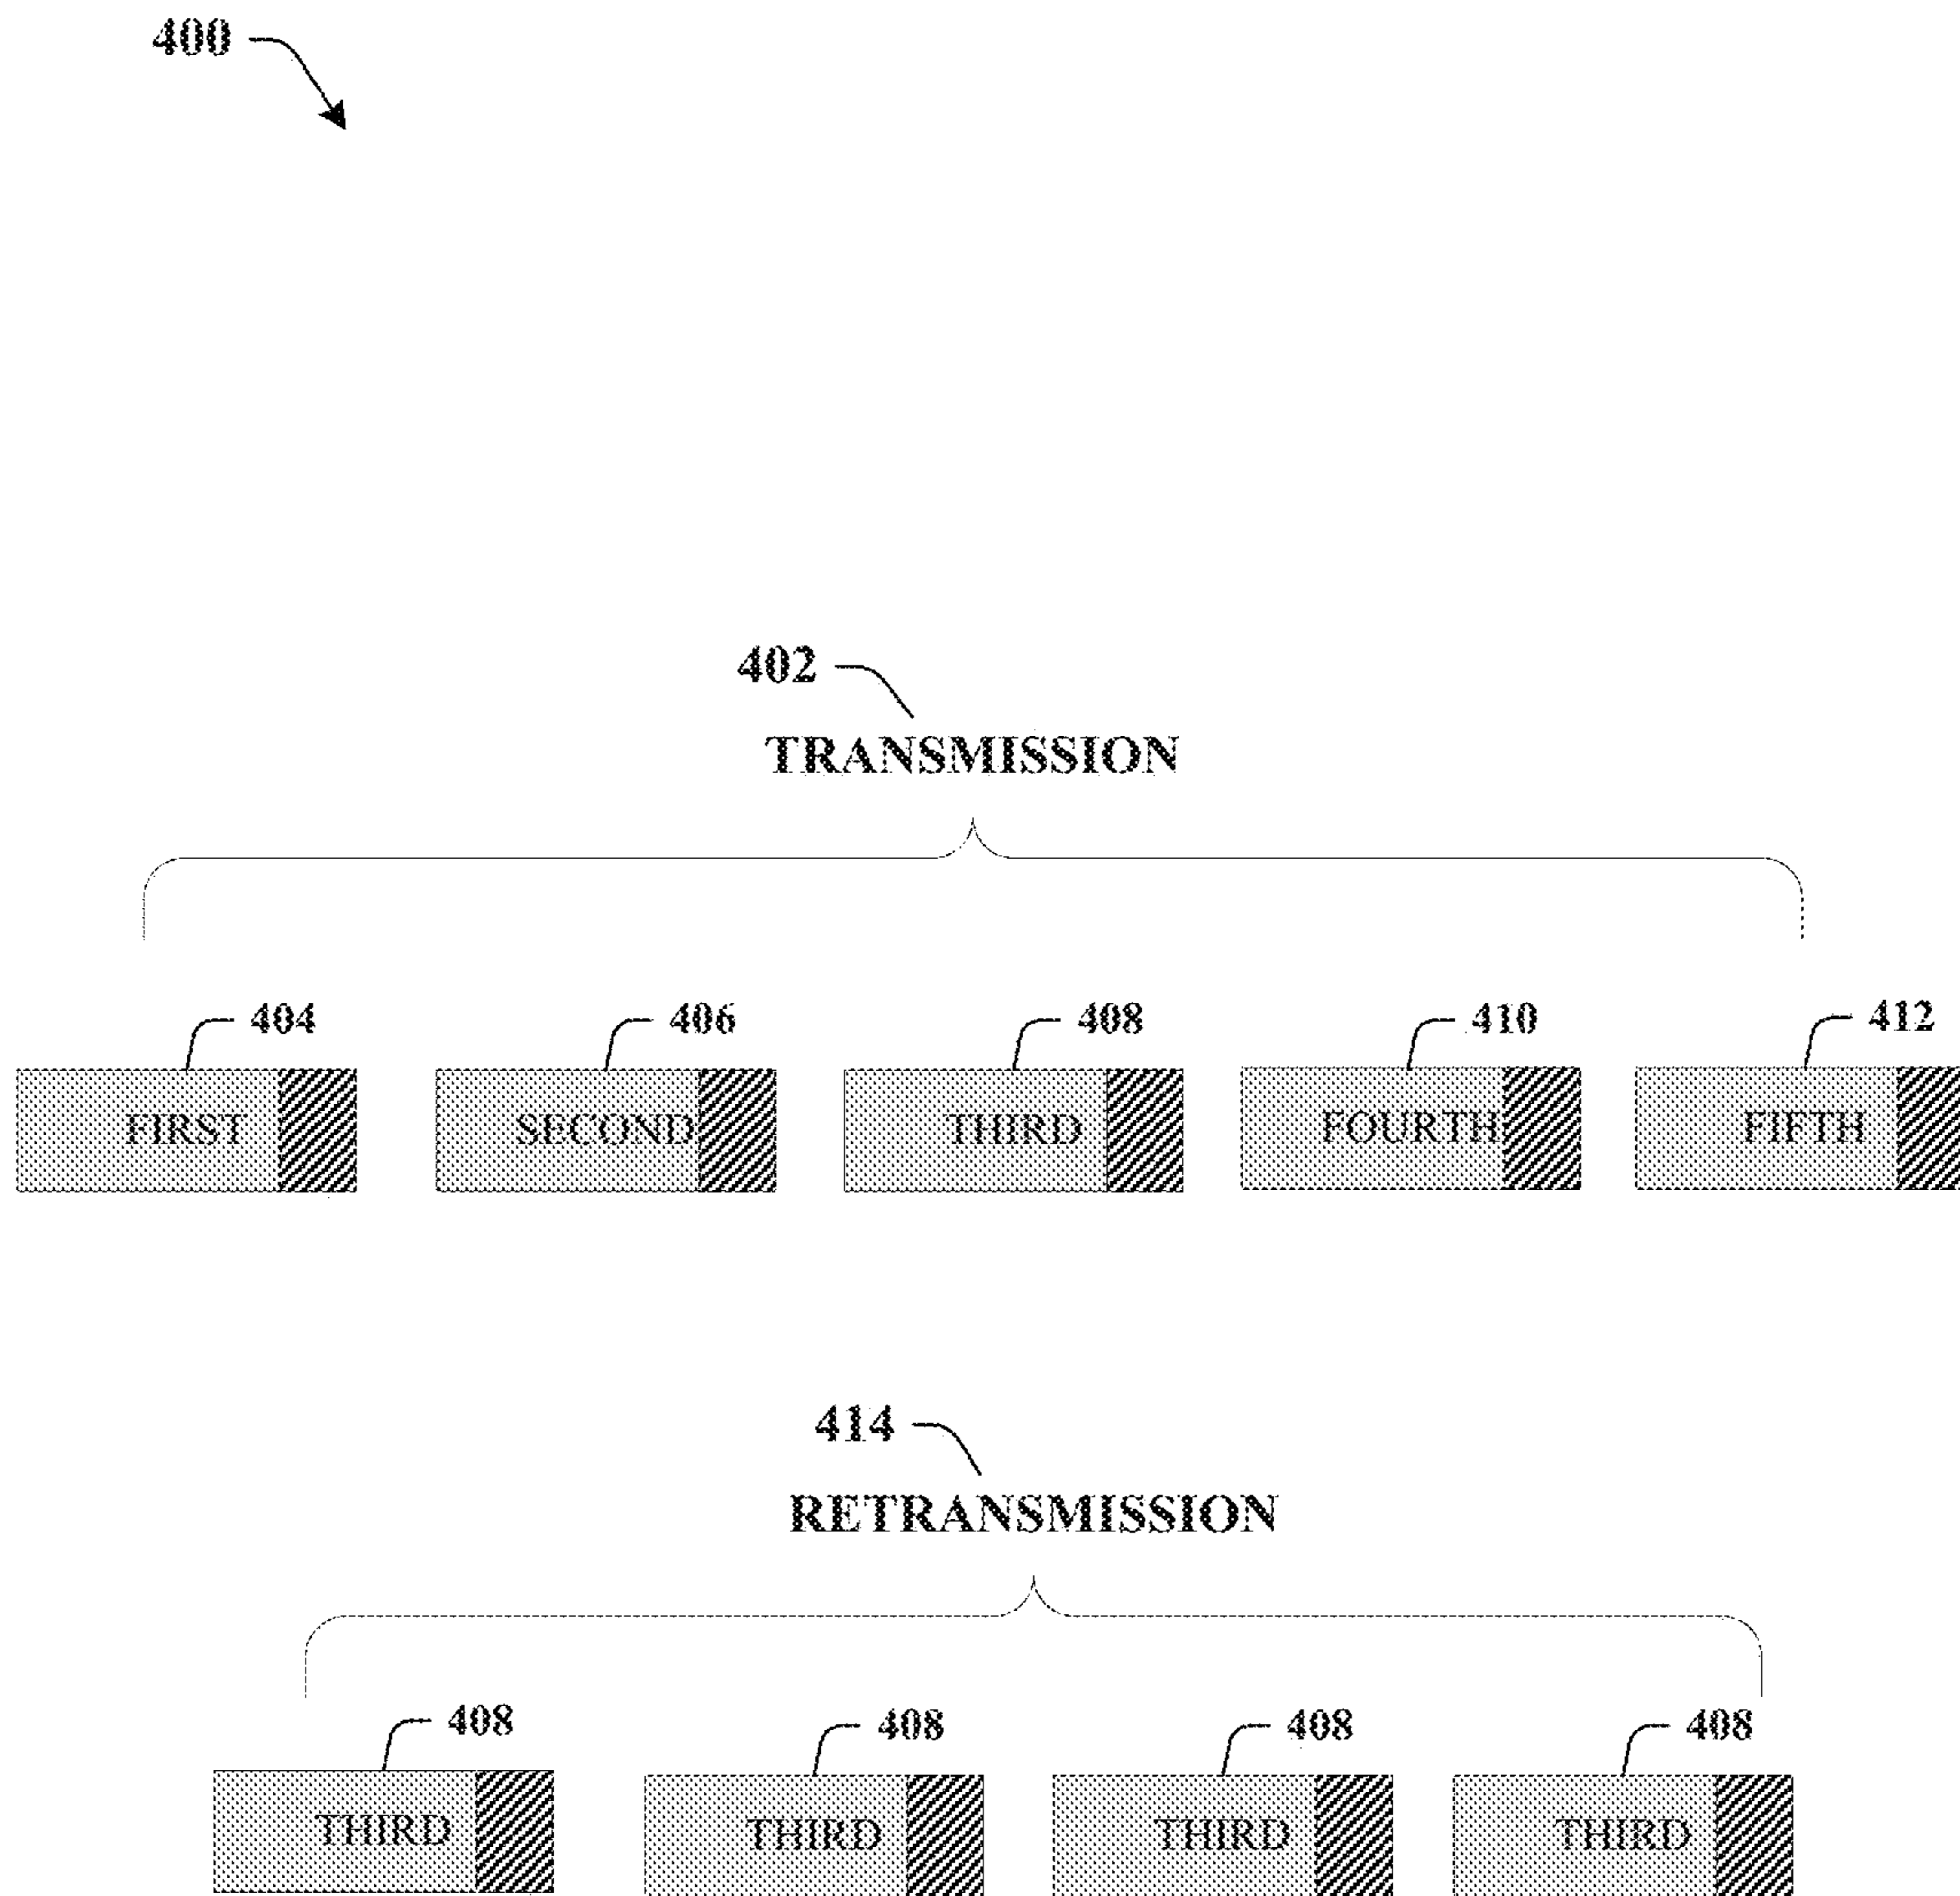 400
402
TRANSMISSION
404 406 408 410 412
FIRST SECOND THIRD FOURTH FIFTH
414
RETRANSMISSION
408 408 408 408
THIRD THIRD THIRD THIRD